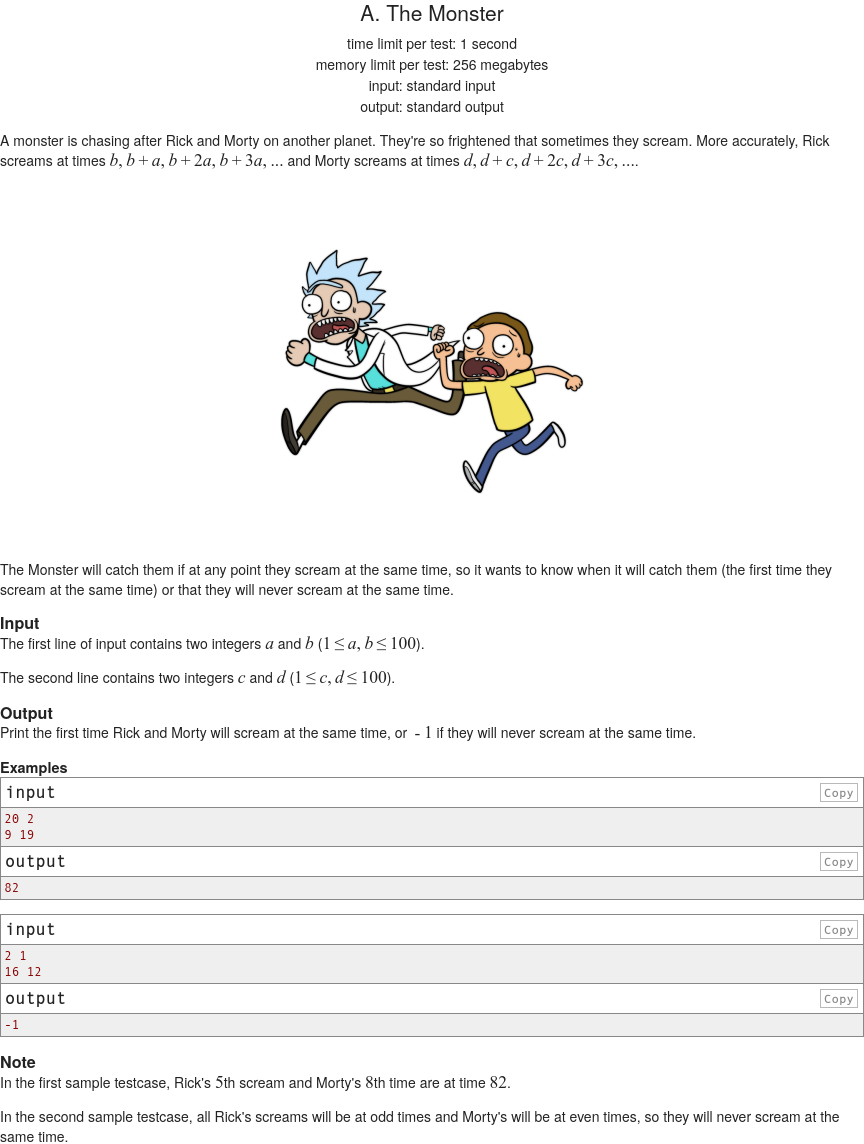 A. The Monster
time limit per test: 1 second
memory limit per test: 256 megabytes
input: standard input
output: standard output
A monster is chasing after Rick and Morty on another planet. They're so frightened that sometimes they scream. More accurately, Rick
screams at times b, b + a, b + 2a, b + 3a, ... and Morty screams at times d, d + c, d + 2c, d + 3c, ....
The Monster will catch them if at any point they scream at the same time, so it wants to know when it will catch them (the first time they
scream at the same time) or that they will never scream at the same time.
Input
The first line of input contains two integers a and b (1 ≤ a, b ≤ 100).
The second line contains two integers c and d (1 ≤ c, d ≤ 100).
Output
Print the first time Rick and Morty will scream at the same time, or - 1 if they will never scream at the same time.
Examples
input Copy
20 2
9 19
output Copy
82
input Copy
2 1
16 12
output Copy
-1
Note
In the first sample testcase, Rick's 5th scream and Morty's 8th time are at time 82.
In the second sample testcase, all Rick's screams will be at odd times and Morty's will be at even times, so they will never scream at the
same time.